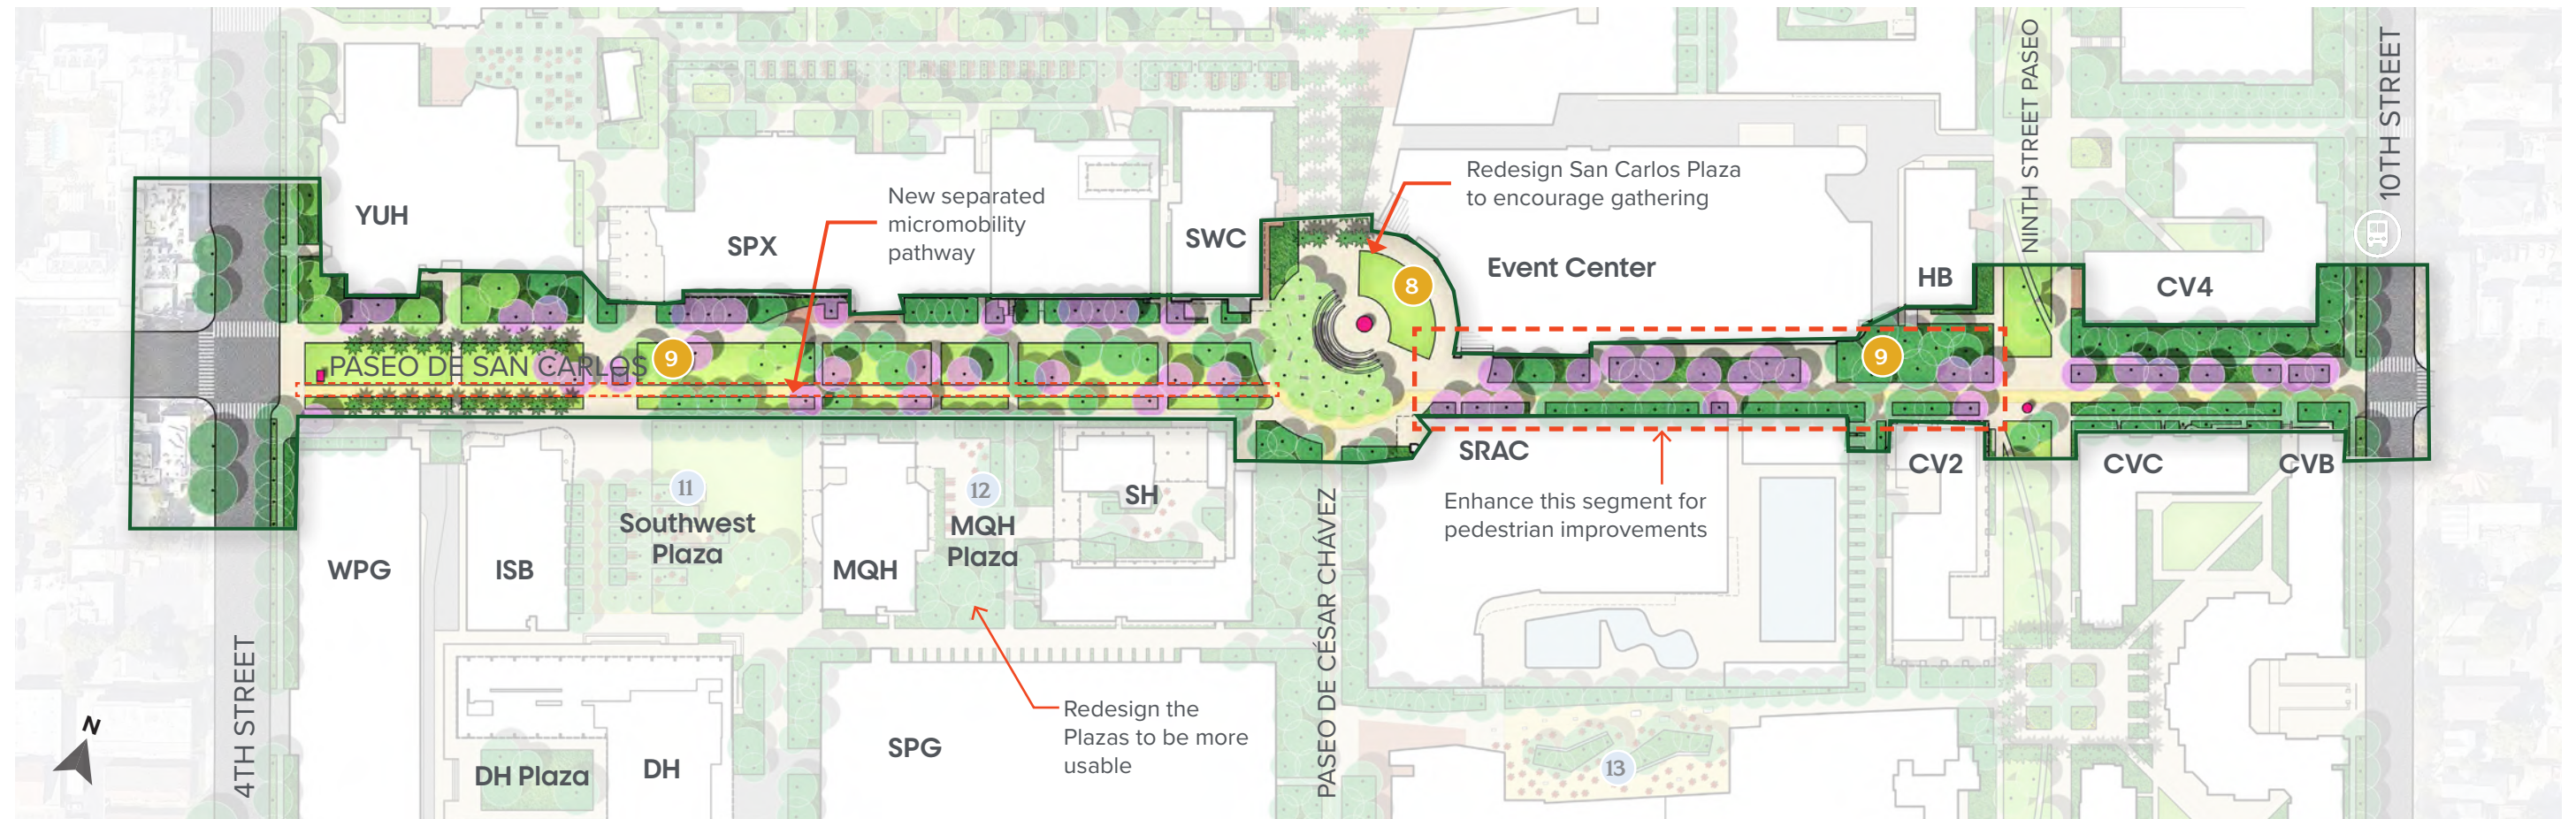 NINTH STREET PASEO
10TH STREET
YUH
SPX
New separated
micromobility
pathway
SWC
Redesign San Carlos Plaza
to encourage gathering
Event Center
8
HB
CV4
PASEO DE SAN CARLOS
9
9
SRAC
Enhance this segment for
pedestrian improvements
CV2
CVC
CVB
11
Southwest
Plaza
12
MQH
Plaza
SH
WPG
ISB
MQH
PASEO DE CÉSAR CHÁVEZ
4TH STREET
N
Redesign the
Plazas to be more
usable
SPG
DH Plaza
DH
13